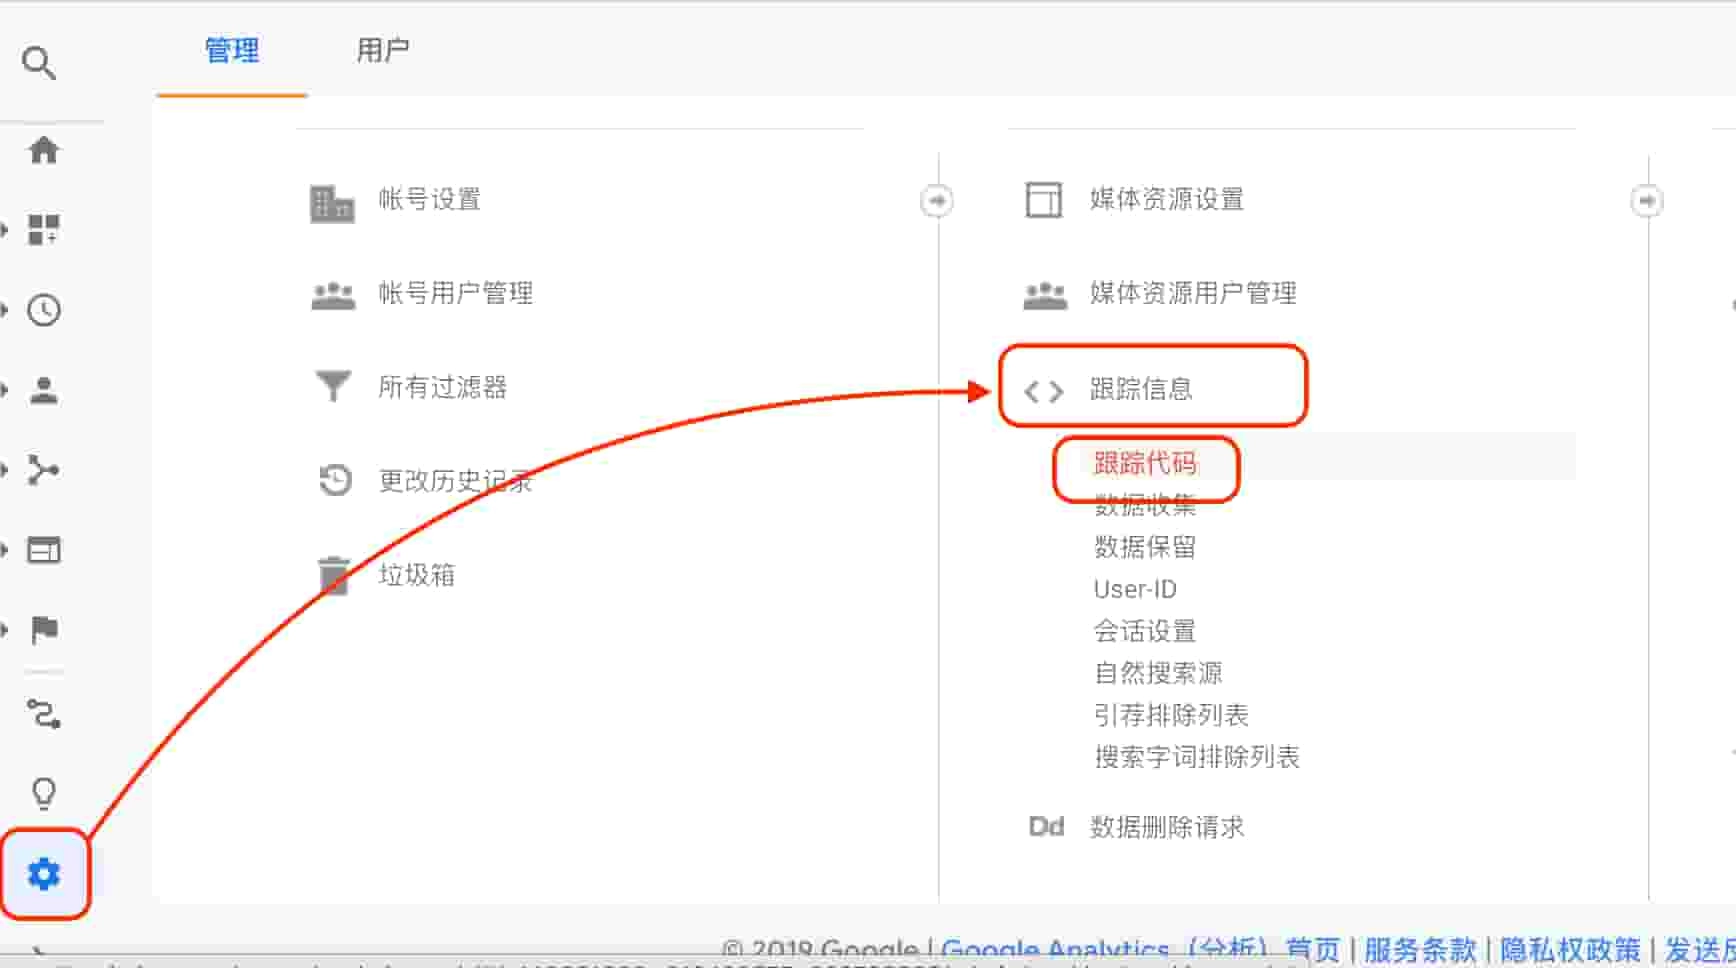 管理
用户
帐号设置
帐号用户管理
所有过滤器
更改历史记录
垃圾箱
媒体资源设置
媒体资源用户管理
跟踪信息
跟踪代码
数据收集
数据保留
User-ID
会话设置
自然搜索源
引荐排除列表
搜索字词排除列表
Dd 数据删除请求
© 2019 Google | Google Analytics（分析）首页 | 服务条款 | 隐私权政策 | 发送